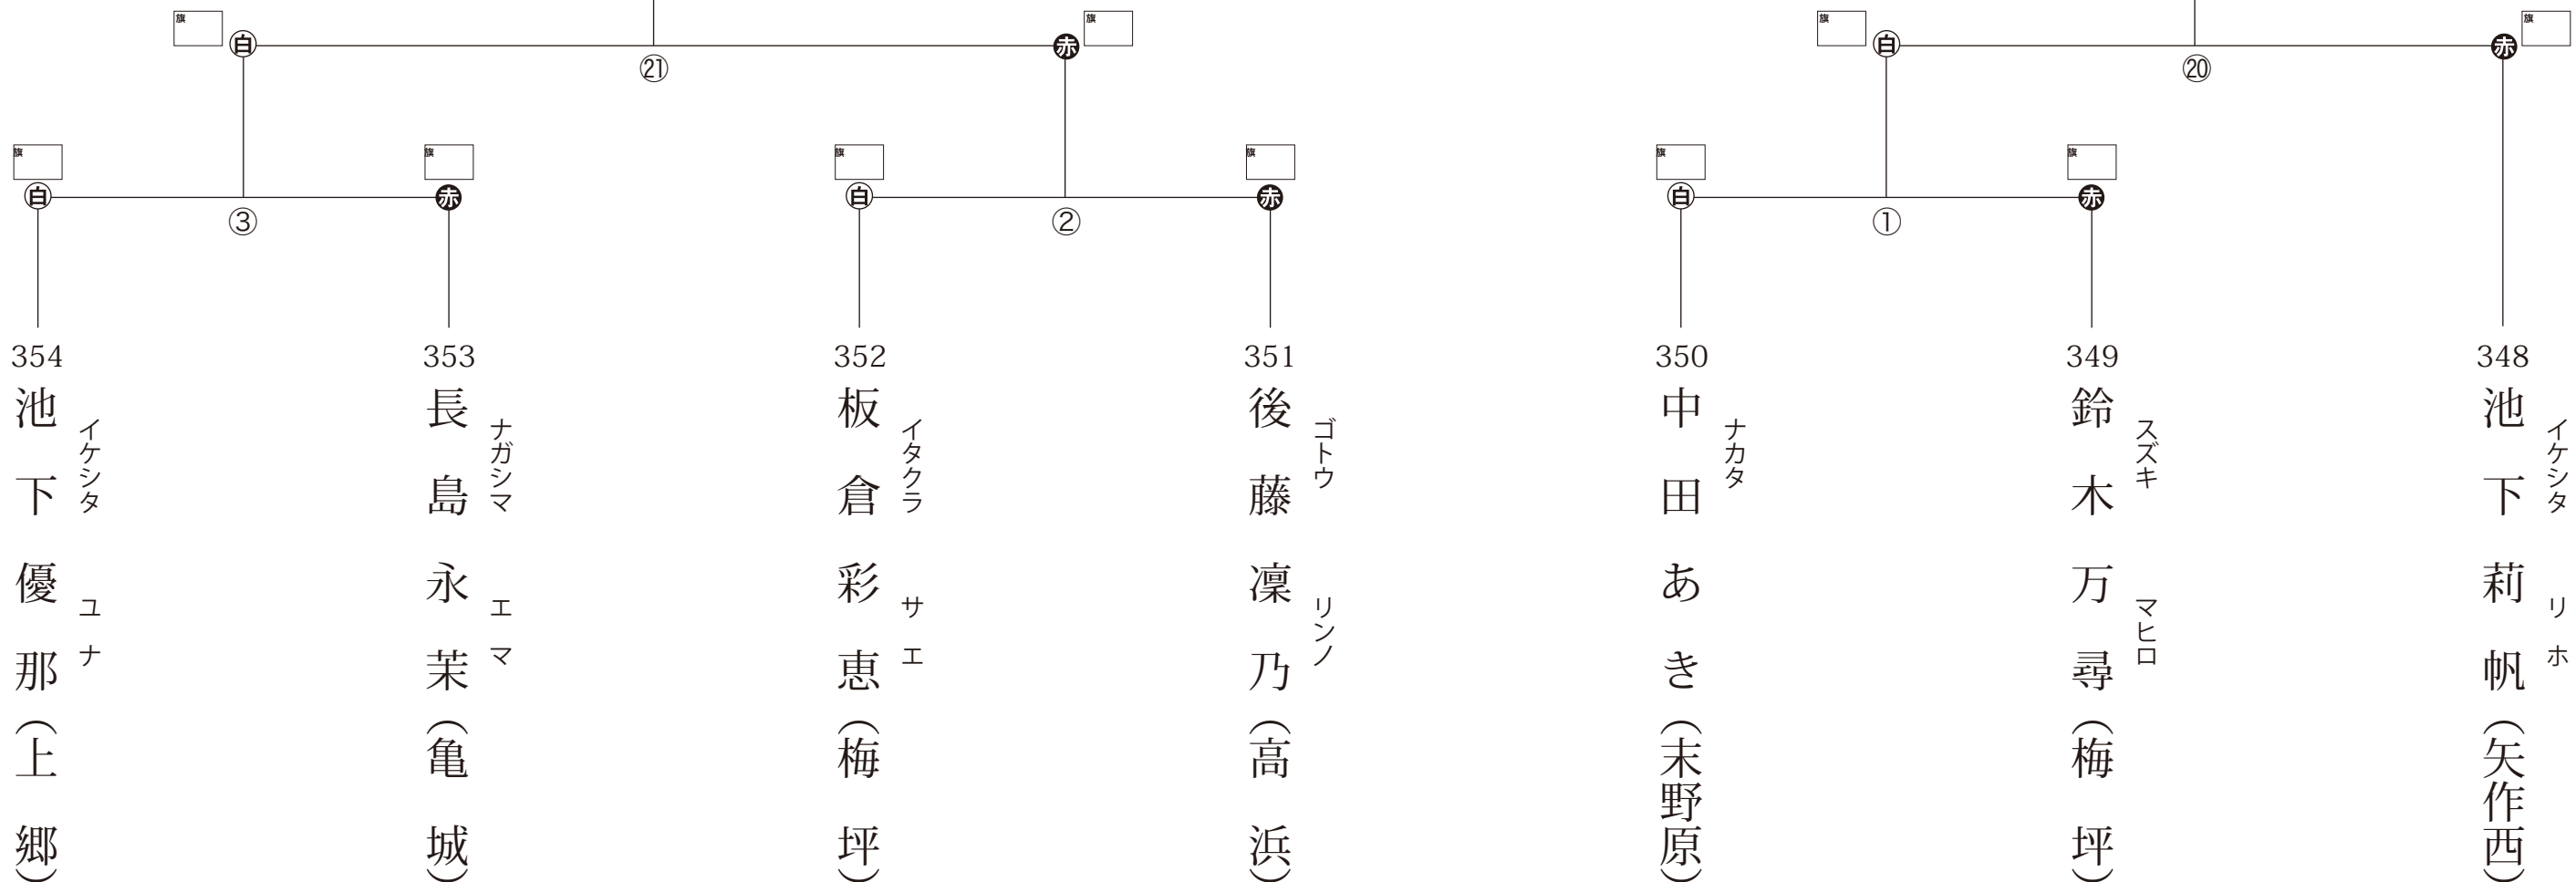 旗 白 赤 旗 旗 白 赤 旗
㉑ ⑳
旗 旗 旗 旗 旗 旗
白 赤 白 赤 白 赤
③ ② ①
348
池下莉帆（矢作西）
イケシタ リホ
349
鈴木万尋（梅坪）
スズキ マヒロ
350
中田あき（末野原）
ナカタ
351
後藤凜乃（高浜）
ゴトウ リンノ
352
板倉彩恵（梅坪）
イタクラ サエ
353
長島永茉（亀城）
ナガシマ エマ
354
池下優那（上郷）
イケシタ ユナ